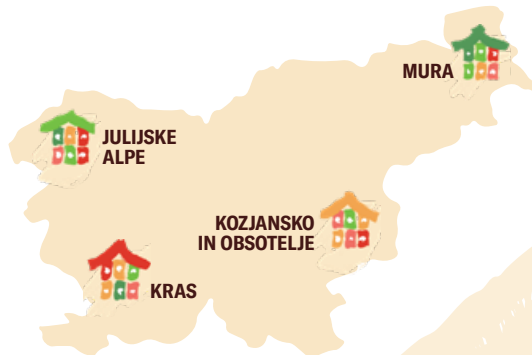 MURA
JULIJSKE
ALPE
KOZJANSKO
IN OBSOTELJE
KRAS